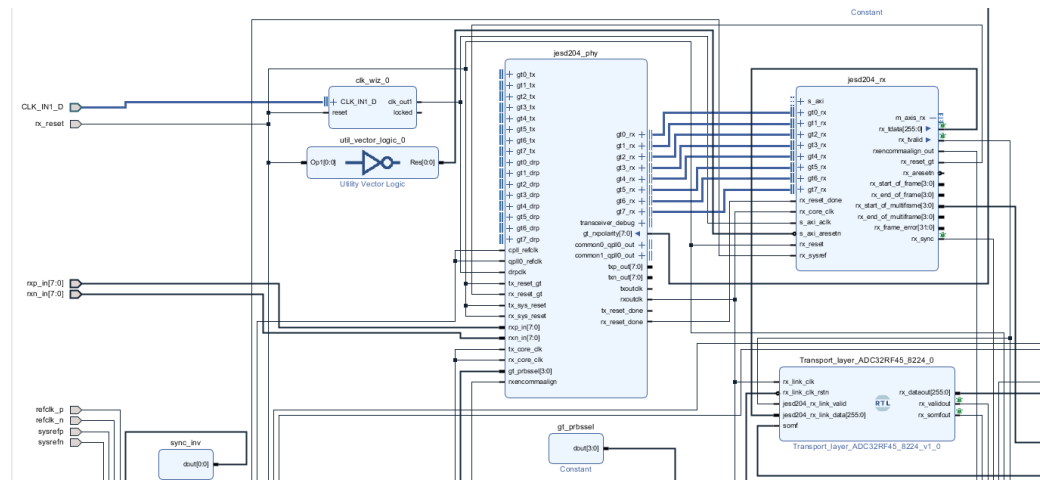 Constant
jesd204_phy
clk_wiz_0
jesd204_rx
CLK_IN1_D
rx_reset
CLK_IN1_D
clk_out1
reset
locked
util_vector_logic_0
Op1[0:0]
Res[0:0]
Utility Vector Logic
gt0_tx
gt1_tx
gt2_tx
gt3_tx
gt4_tx
gt5_tx
gt6_tx
gt7_tx
gt0_drp
gt1_drp
gt2_drp
gt3_drp
gt4_drp
gt5_drp
gt6_drp
gt7_drp
cpll_refclk
qpll0_refclk
drpclk
tx_reset_gt
rx_reset_gt
tx_sys_reset
rx_sys_reset
rxp_in[7:0]
rxn_in[7:0]
tx_core_clk
rx_core_clk
gt_prbssel[3:0]
rxencommaalign
gt0_rx
gt1_rx
gt2_rx
gt3_rx
gt4_rx
gt5_rx
gt6_rx
gt7_rx
transceiver_debug
gt_rxpolarity[7:0]
common0_qpll0_out
common1_qpll0_out
txp_out[7:0]
txn_out[7:0]
txoutclk
rxoutclk
tx_reset_done
rx_reset_done
s_axi
gt0_rx
gt1_rx
gt2_rx
gt3_rx
gt4_rx
gt5_rx
gt6_rx
gt7_rx
rx_reset_done
rx_core_clk
s_axi_aclk
s_axi_aresetn
rx_reset
rx_sysref
m_axis_rx
rx_tdata[255:0]
rx_tvalid
rxencommaalign_out
rx_reset_gt
rx_aresetn
rx_start_of_frame[3:0]
rx_end_of_frame[3:0]
rx_start_of_multiframe[3:0]
rx_end_of_multiframe[3:0]
rx_frame_error[31:0]
rx_sync
rxp_in[7:0]
rxn_in[7:0]
Transport_layer_ADC32RF45_8224_0
rx_link_clk
rx_link_clk_rstn
jesd204_rx_link_valid
jesd204_rx_link_data[255:0]
somf
RTL
rx_dataout[255:0]
rx_validout
rx_somfout
Transport_layer_ADC32RF45_8224_v1_0
refclk_p
refclk_n
sysrefp
sysrefn
sync_inv
dout[0:0]
gt_prbssel
dout[3:0]
Constant